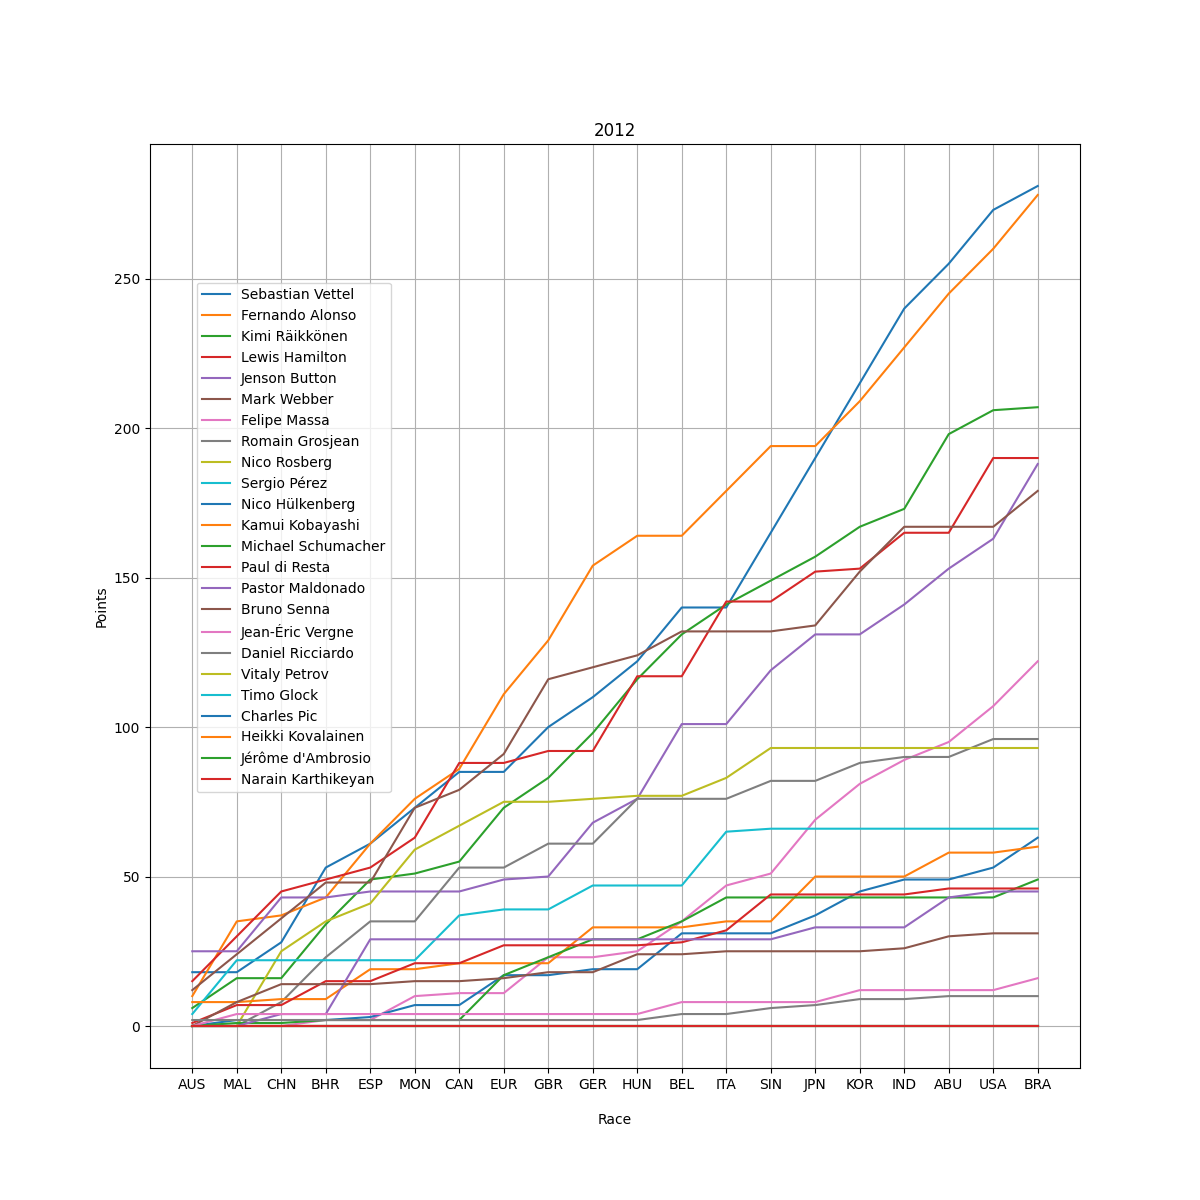 2012
250
200
150
100
50
0
Points
Sebastian Vettel
Fernando Alonso
Kimi Räikkönen
Lewis Hamilton
Jenson Button
Mark Webber
Felipe Massa
Romain Grosjean
Nico Rosberg
Sergio Pérez
Nico Hülkenberg
Kamui Kobayashi
Michael Schumacher
Paul di Resta
Pastor Maldonado
Bruno Senna
Jean-Éric Vergne
Daniel Ricciardo
Vitaly Petrov
Timo Glock
Charles Pic
Heikki Kovalainen
Jérôme d'Ambrosio
Narain Karthikeyan
AUS MAL CHN BHR ESP MON CAN EUR GBR GER HUN BEL ITA SIN JPN KOR IND ABU USA BRA
Race